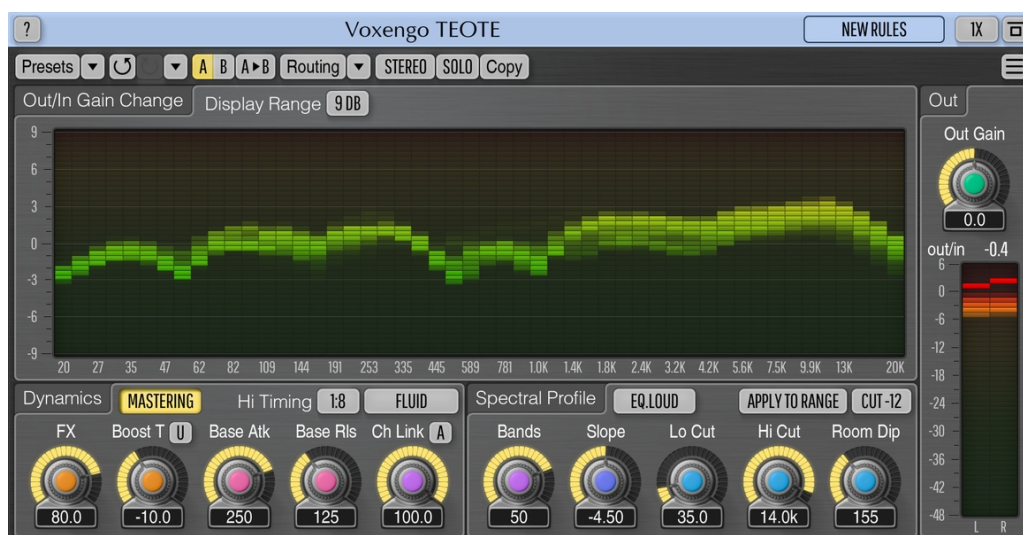 ? Voxengo TEOTE NEW RULES 1X
Presets A B A▸B Routing STEREO SOLO Copy
Out/In Gain Change Display Range 9 DB Out
Out Gain
0.0
out/in -0.4
9
6
3
0
-3
-6
-9
20 27 35 47 62 82 109 144 191 253 335 445 589 781 1.0K 1.4K 1.8K 2.4K 3.2K 4.2K 5.6K 7.5K 9.9K 13K 20K
6
0
-6
-12
-18
-24
-30
-36
-42
-48
L R
Dynamics MASTERING Hi Timing 1:8 FLUID
FX Boost T U Base Atk Base Rls Ch Link A
80.0 -10.0 250 125 100.0
Spectral Profile EQ.LOUD APPLY TO RANGE CUT -12
Bands Slope Lo Cut Hi Cut Room Dip
50 -4.50 35.0 14.0k 155